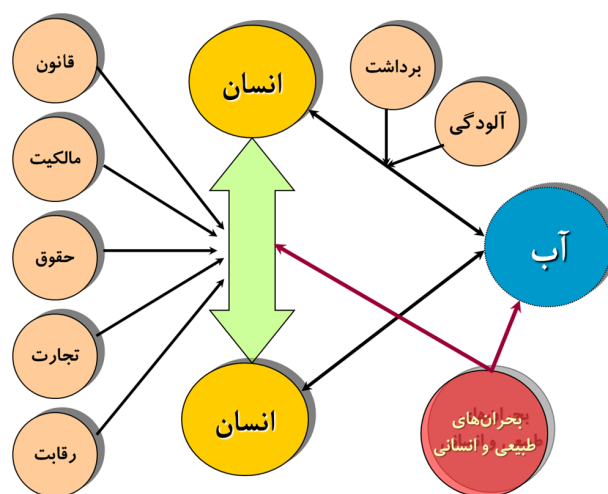 قانون
مالکیت
حقوق
تجارت
رقابت
انسان
انسان
برداشت
آلودگی
آب
بحران‌های
طبیعی و انسانی